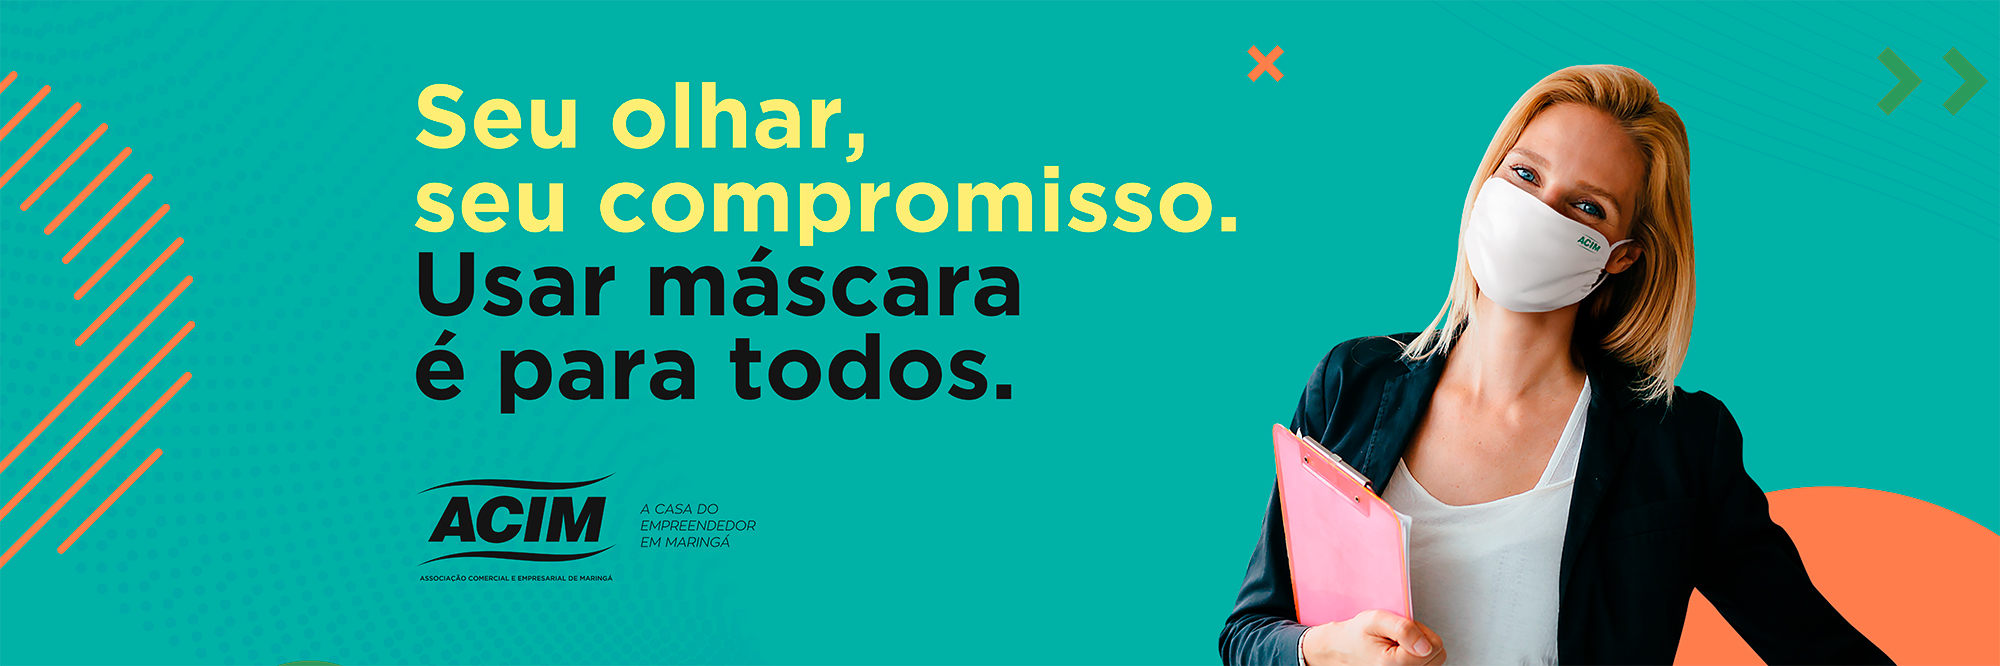 Seu olhar,
seu compromisso.
Usar máscara
é para todos.
ACIM
ASSOCIAÇÃO COMERCIAL E EMPRESARIAL DE MARINGÁ
A CASA DO
EMPREENDEDOR
EM MARINGÁ
ACIM